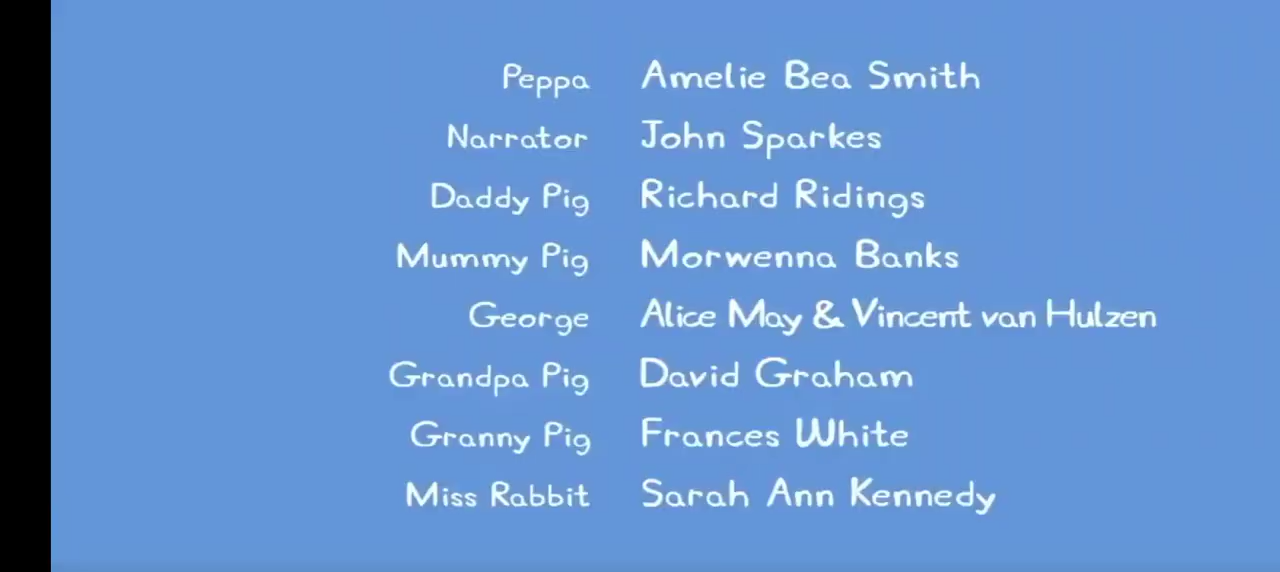 Peppa Amelie Bea Smith
Narrator John Sparkes
Daddy Pig Richard Ridings
Mummy Pig Morwenna Banks
George Alice May & Vincent van Hulzen
Grandpa Pig David Graham
Granny Pig Frances White
Miss Rabbit Sarah Ann Kennedy